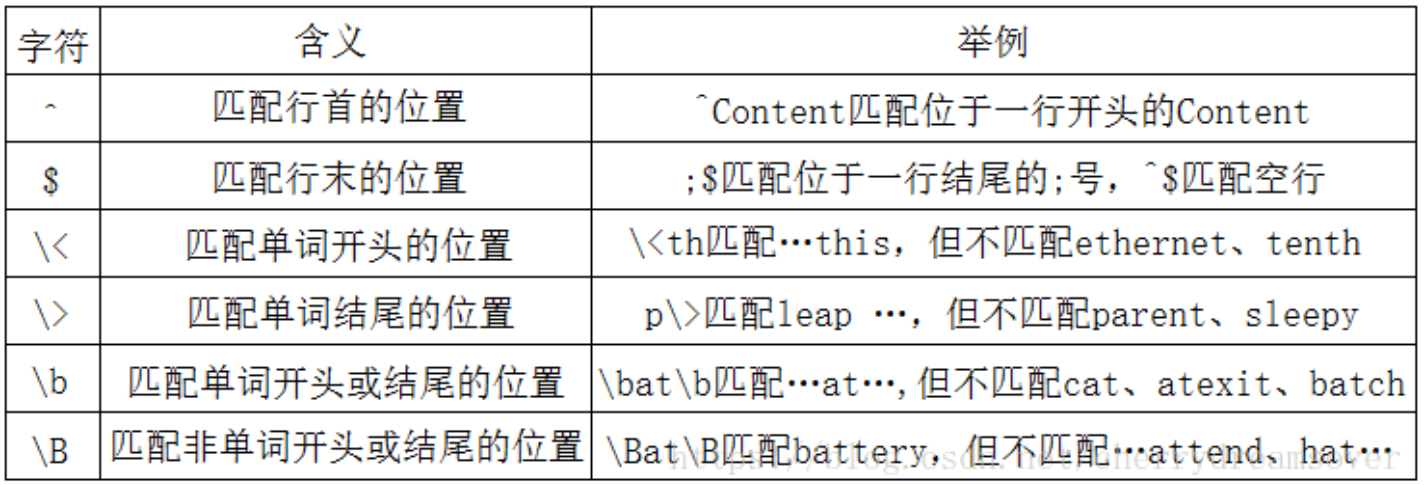 字符 含义 举例
^ 匹配行首的位置 ^Content匹配位于一行开头的Content
$ 匹配行末的位置 ;$匹配位于一行结尾的;号，^$匹配空行
\< 匹配单词开头的位置 \<th匹配…this，但不匹配ethernet、tenth
\> 匹配单词结尾的位置 p\>匹配leap …，但不匹配parent、sleepy
\b 匹配单词开头或结尾的位置 \bat\b匹配…at…,但不匹配cat、atexit、batch
\B 匹配非单词开头或结尾的位置 \Bat\B匹配battery，但不匹配…attend、hat…
https://blog.csdn.net/cherrydreamsover